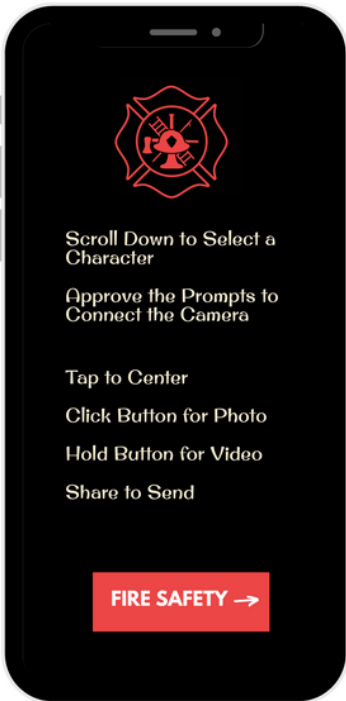 Scroll Down to Select a
Character
Approve the Prompts to
Connect the Camera
Tap to Center
Click Button for Photo
Hold Button for Video
Share to Send
FIRE SAFETY →